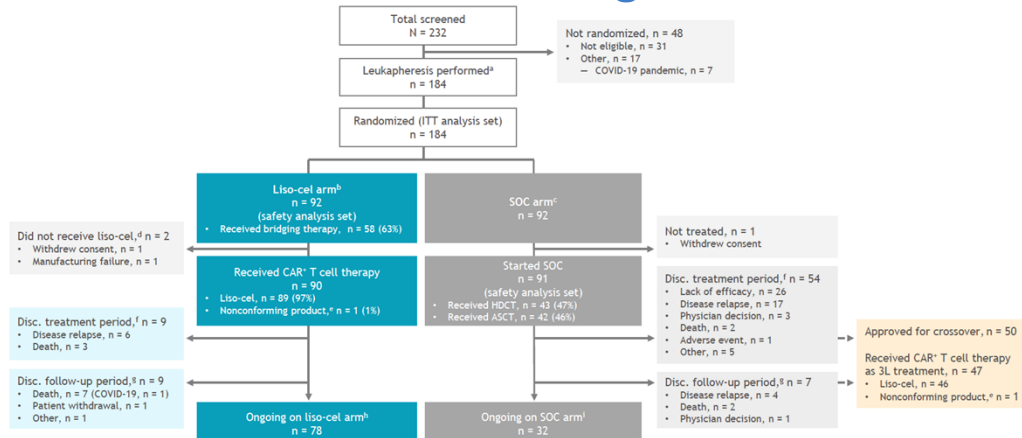 Total screened
N = 232
Not randomized, n = 48
• Not eligible, n = 31
• Other, n = 17
— COVID-19 pandemic, n = 7
Leukapheresis performedᵃ
n = 184
Randomized (ITT analysis set)
n = 184
Liso-cel armᵇ
n = 92
(safety analysis set)
• Received bridging therapy, n = 58 (63%)
SOC armᶜ
n = 92
Did not receive liso-cel,ᵈ n = 2
• Withdrew consent, n = 1
• Manufacturing failure, n = 1
Not treated, n = 1
• Withdrew consent
Received CAR⁺ T cell therapy
n = 90
• Liso-cel, n = 89 (97%)
• Nonconforming product,ᵉ n = 1 (1%)
Started SOC
n = 91
(safety analysis set)
• Received HDCT, n = 43 (47%)
• Received ASCT, n = 42 (46%)
Disc. treatment period,ᶠ n = 54
• Lack of efficacy, n = 26
• Disease relapse, n = 17
• Physician decision, n = 3
• Death, n = 2
• Adverse event, n = 1
• Other, n = 5
Disc. treatment period,ᶠ n = 9
• Disease relapse, n = 6
• Death, n = 3
Approved for crossover, n = 50
Received CAR⁺ T cell therapy
as 3L treatment, n = 47
• Liso-cel, n = 46
• Nonconforming product,ᵉ n = 1
Disc. follow-up period,ᵍ n = 9
• Death, n = 7 (COVID-19, n = 1)
• Patient withdrawal, n = 1
• Other, n = 1
Disc. follow-up period,ᵍ n = 7
• Disease relapse, n = 4
• Death, n = 2
• Physician decision, n = 1
Ongoing on liso-cel armʰ
n = 78
Ongoing on SOC armⁱ
n = 32